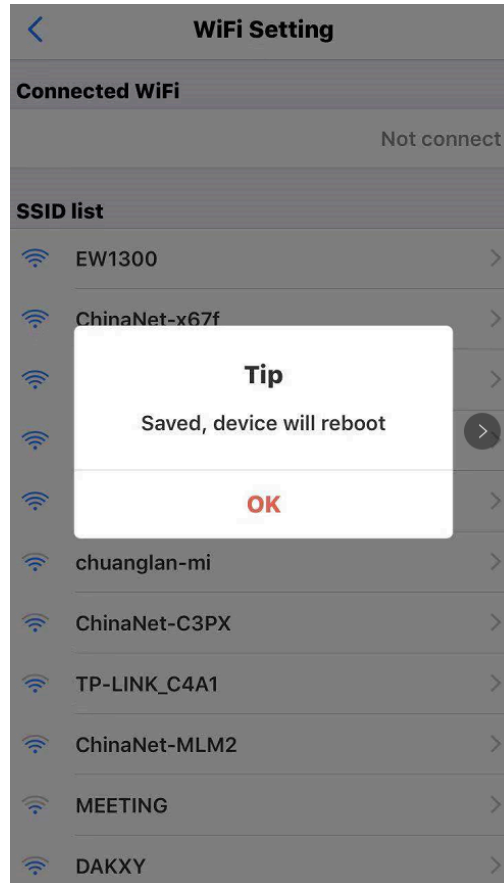 WiFi Setting
Connected WiFi
Not connect
SSID list
EW1300
ChinaNet-x67f
Tip
Saved, device will reboot
OK
chuanglan-mi
ChinaNet-C3PX
TP-LINK_C4A1
ChinaNet-MLM2
MEETING
DAKXY